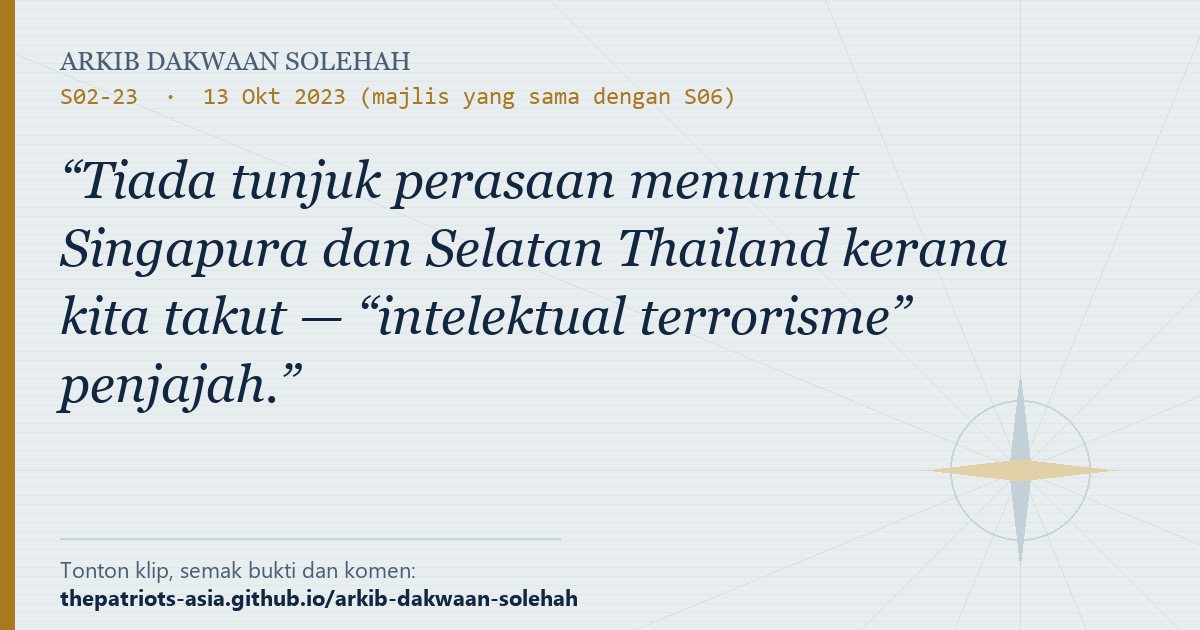 ARKIB DAKWAAN SOLEHAH
S02-23 · 13 Okt 2023 (majlis yang sama dengan S06)
“Tiada tunjuk perasaan menuntut
Singapura dan Selatan Thailand kerana
kita takut — “intelektual terrorisme”
penjajah.”
Tonton klip, semak bukti dan komen:
thepatriots-asia.github.io/arkib-dakwaan-solehah